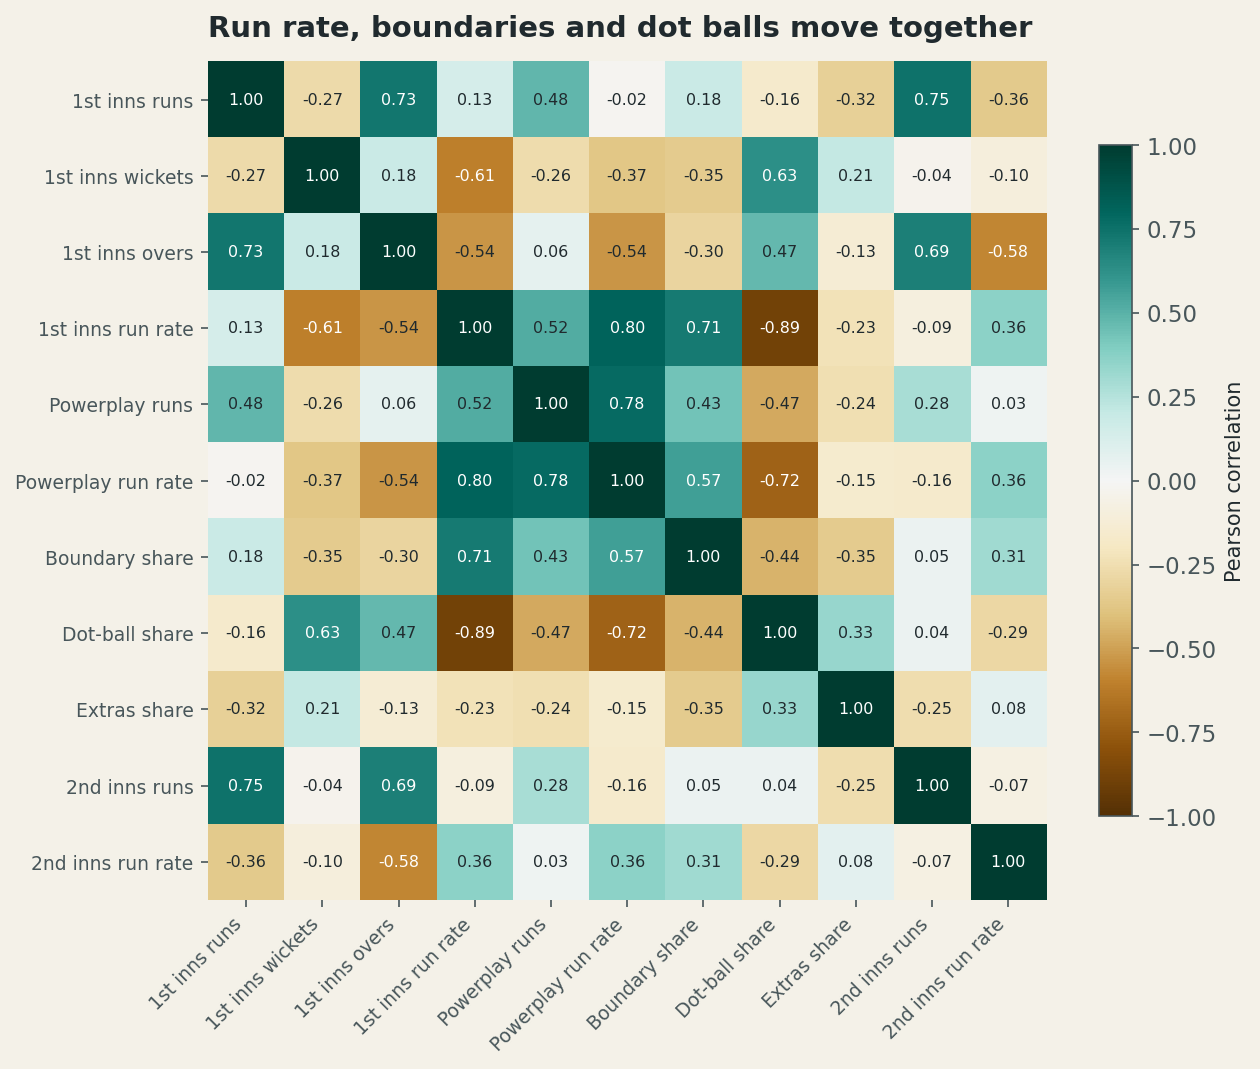 Run rate, boundaries and dot balls move together
1st inns runs 1.00 -0.27 0.73 0.13 0.48 -0.02 0.18 -0.16 -0.32 0.75 -0.36
1st inns wickets -0.27 1.00 0.18 -0.61 -0.26 -0.37 -0.35 0.63 0.21 -0.04 -0.10
1st inns overs 0.73 0.18 1.00 -0.54 0.06 -0.54 -0.30 0.47 -0.13 0.69 -0.58
1st inns run rate 0.13 -0.61 -0.54 1.00 0.52 0.80 0.71 -0.89 -0.23 -0.09 0.36
Powerplay runs 0.48 -0.26 0.06 0.52 1.00 0.78 0.43 -0.47 -0.24 0.28 0.03
Powerplay run rate -0.02 -0.37 -0.54 0.80 0.78 1.00 0.57 -0.72 -0.15 -0.16 0.36
Boundary share 0.18 -0.35 -0.30 0.71 0.43 0.57 1.00 -0.44 -0.35 0.05 0.31
Dot-ball share -0.16 0.63 0.47 -0.89 -0.47 -0.72 -0.44 1.00 0.33 0.04 -0.29
Extras share -0.32 0.21 -0.13 -0.23 -0.24 -0.15 -0.35 0.33 1.00 -0.25 0.08
2nd inns runs 0.75 -0.04 0.69 -0.09 0.28 -0.16 0.05 0.04 -0.25 1.00 -0.07
2nd inns run rate -0.36 -0.10 -0.58 0.36 0.03 0.36 0.31 -0.29 0.08 -0.07 1.00
1st inns runs
1st inns wickets
1st inns overs
1st inns run rate
Powerplay runs
Powerplay run rate
Boundary share
Dot-ball share
Extras share
2nd inns runs
2nd inns run rate
1.00
0.75
0.50
0.25
0.00
−0.25
−0.50
−0.75
−1.00
Pearson correlation